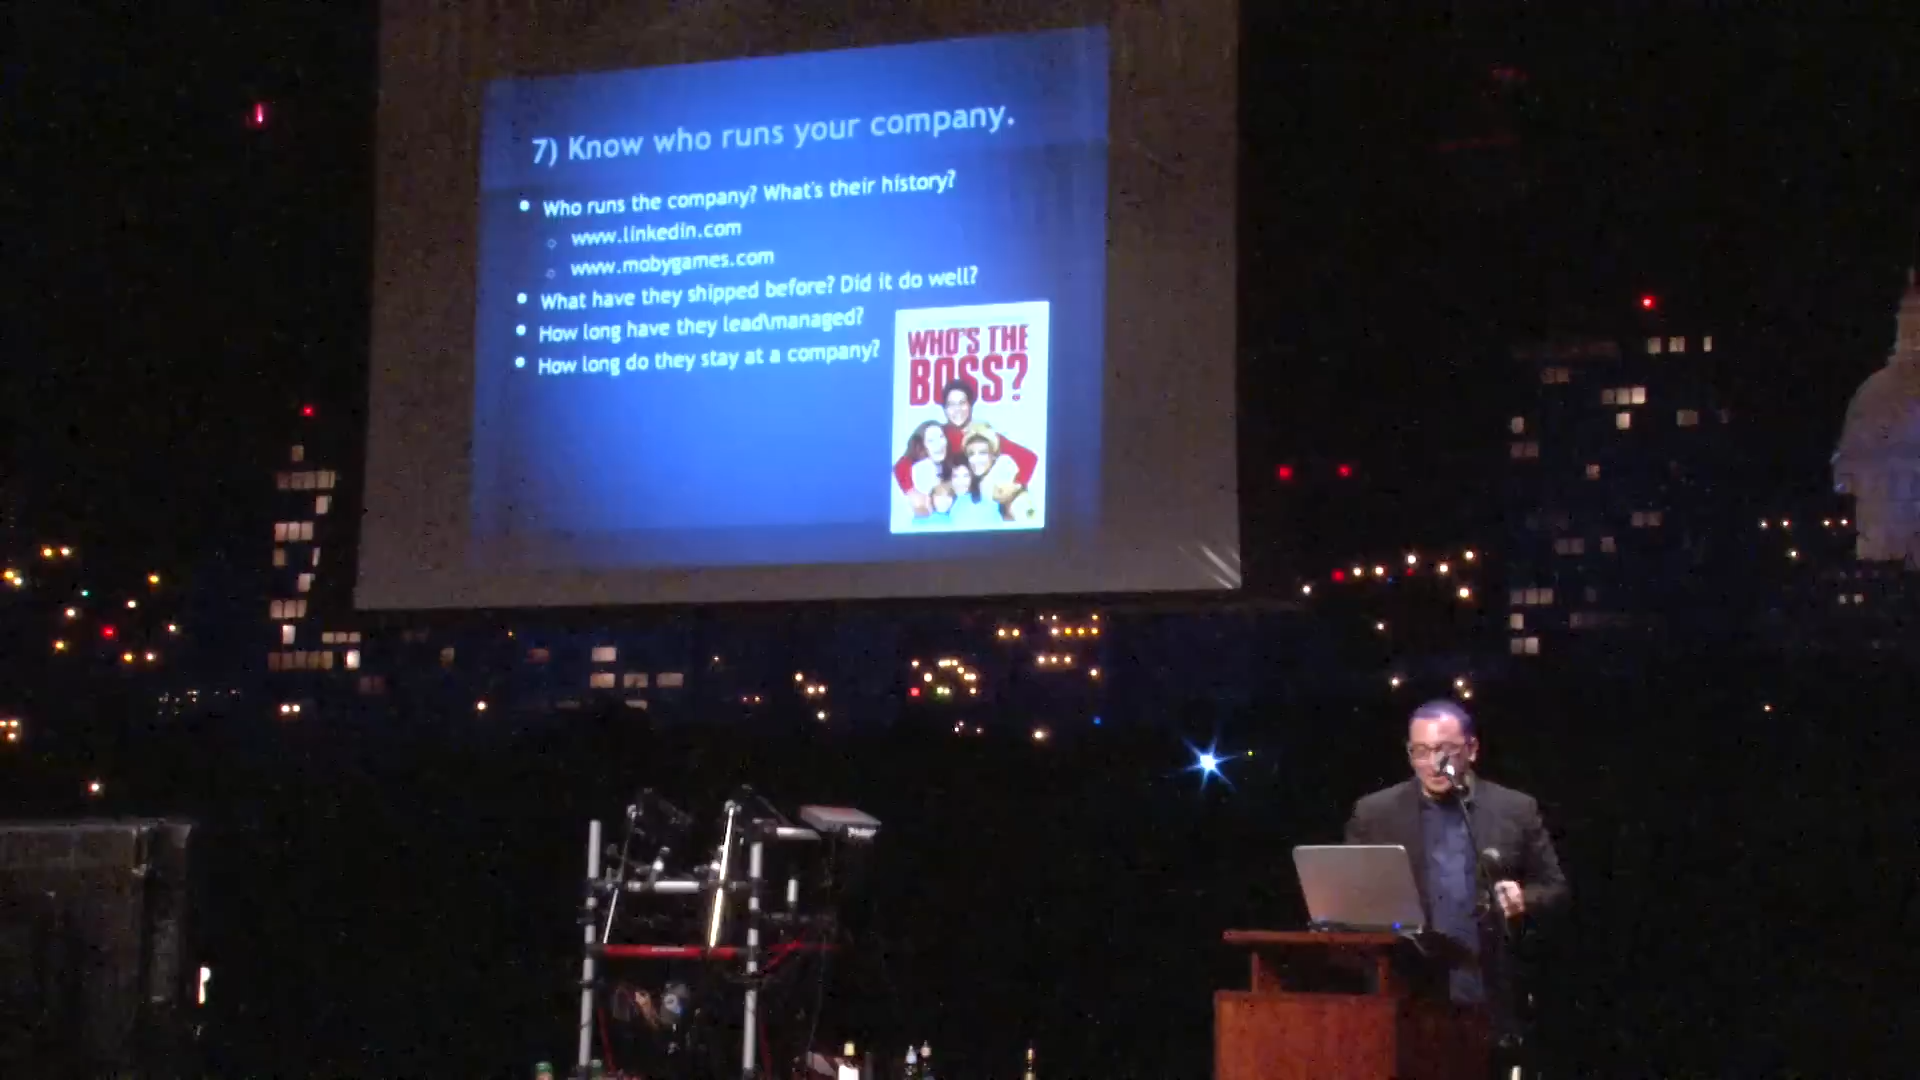 7) Know who runs your company.
Who runs the company? What's their history?
www.linkedin.com
www.mobygames.com
What have they shipped before? Did it do well?
How long have they lead\managed?
How long do they stay at a company?
WHO'S THE
BOSS?